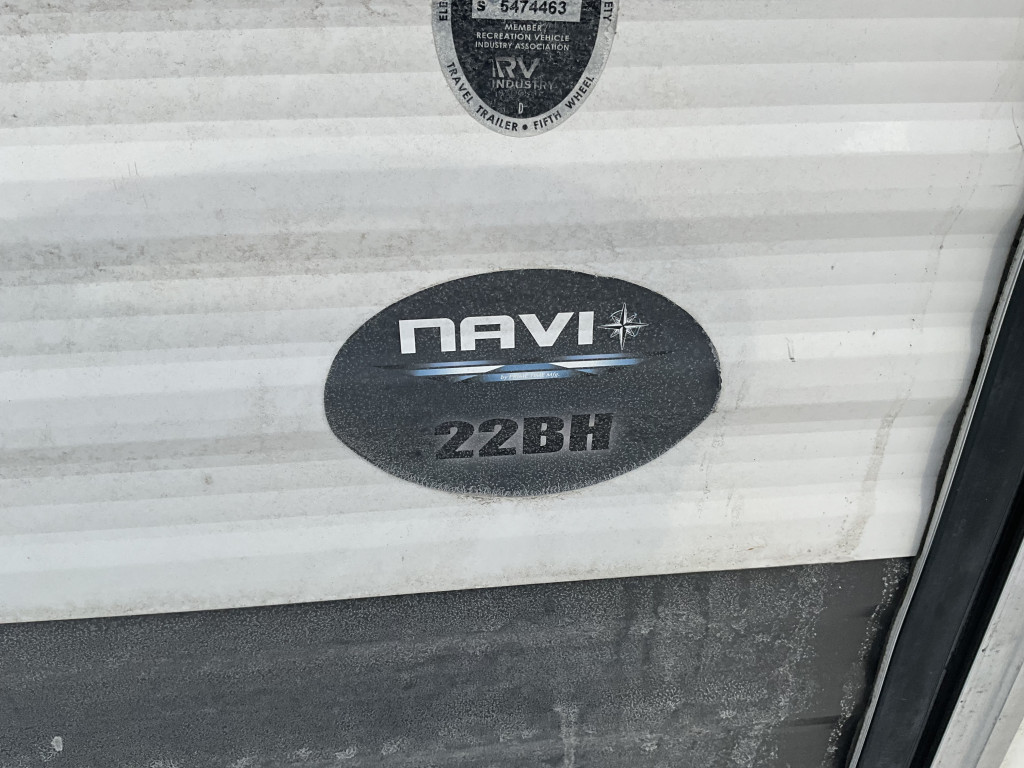 S 5474463
MEMBER
RECREATION VEHICLE
INDUSTRY ASSOCIATION
RV
INDUSTRY
D
TRAVEL TRAILER • FIFTH WHEEL
NAVI
22BH